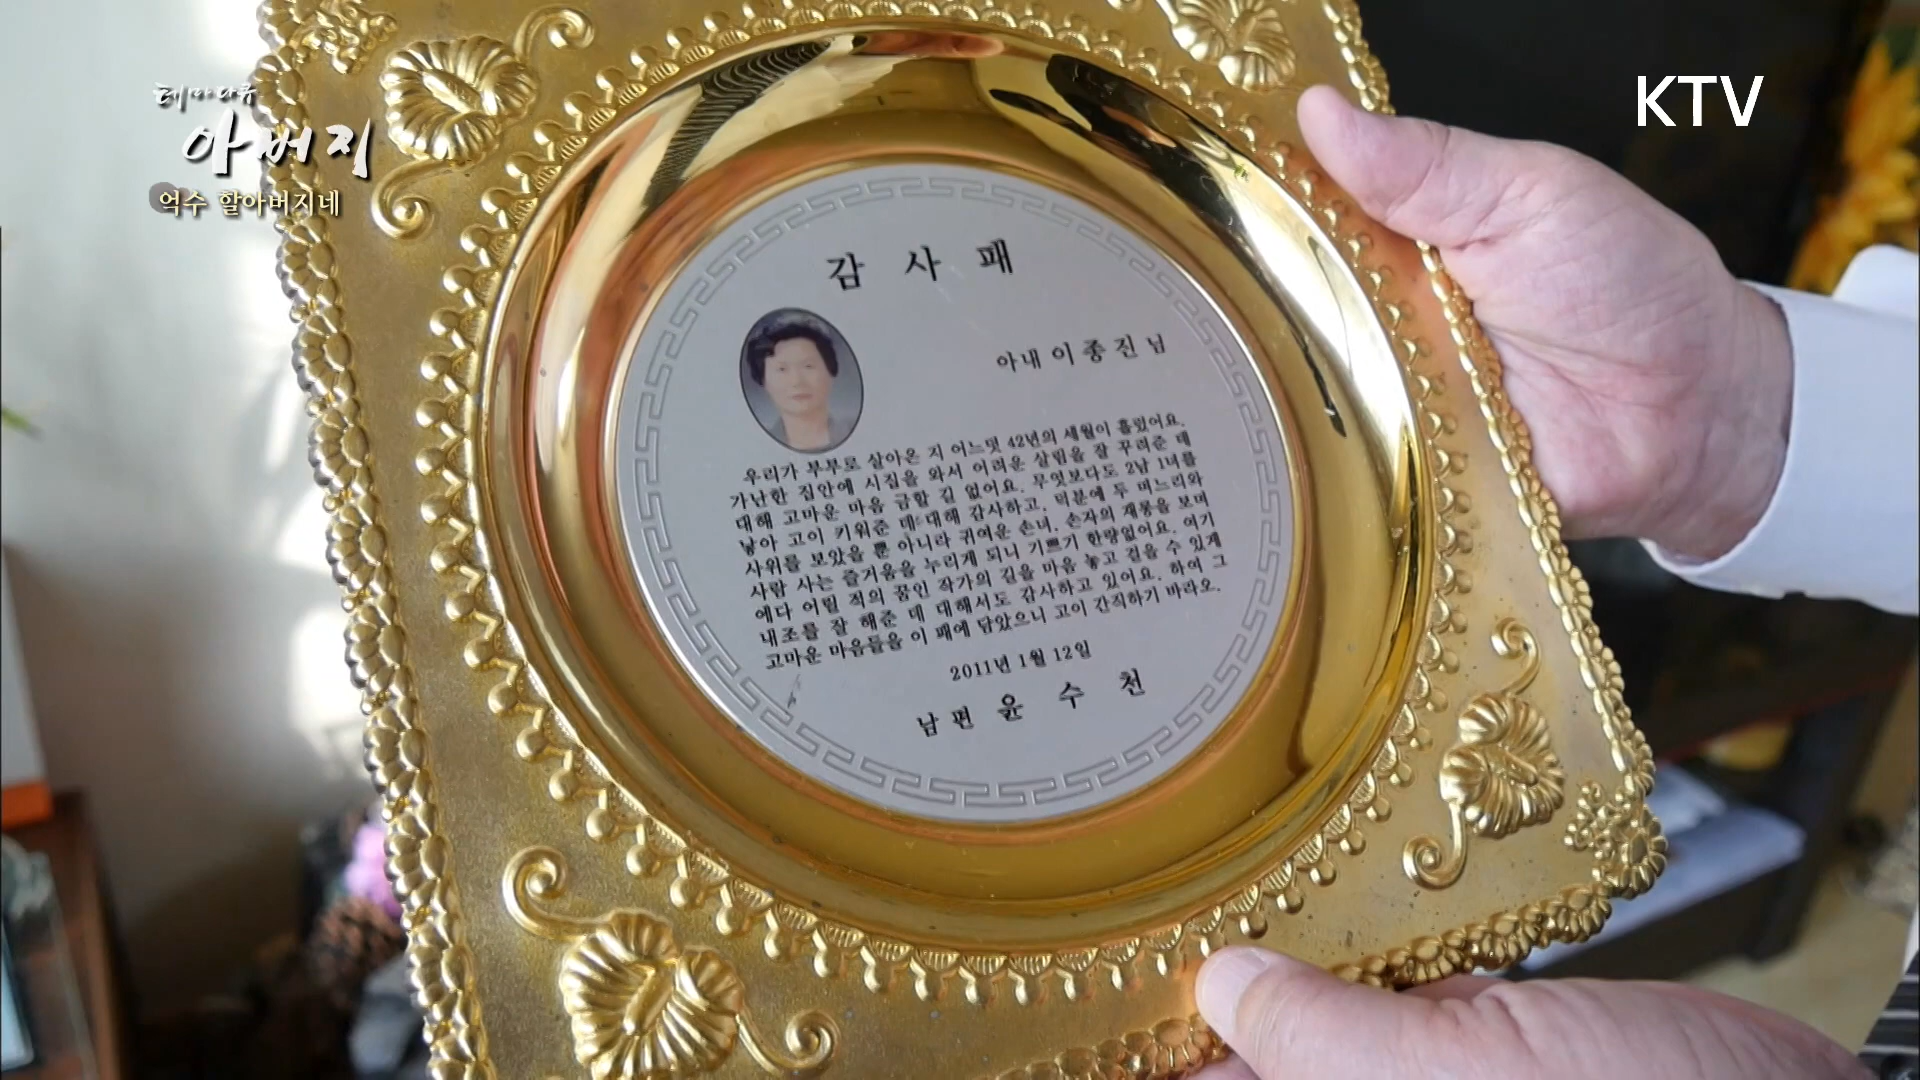 테마다큐
아버지
억수 할아버지네
KTV
감 사 패
아내 이 종 진 님
우리가 부부로 살아온 지 어느덧 42년의 세월이 흘렀어요.
가난한 집안에 시집을 와서 어려운 살림을 잘 꾸려준 데
대해 고마운 마음 금할 길 없어요. 무엇보다도 2남 1녀를
낳아 고이 키워준 데 대해 감사하고, 덕분에 두 며느리와
사위를 보았을 뿐 아니라 귀여운 손녀, 손자의 재롱을 보며
사람 사는 즐거움을 누리게 되니 기쁘기 한량없어요. 여기
에다 어릴 적의 꿈인 작가의 길을 마음 놓고 걸을 수 있게
내조를 잘 해준 데 대해서도 감사하고 있어요. 하여 그
고마운 마음들을 이 패에 담았으니 고이 간직하기 바라오.
2011년 1월 12일
남편 윤 수 천